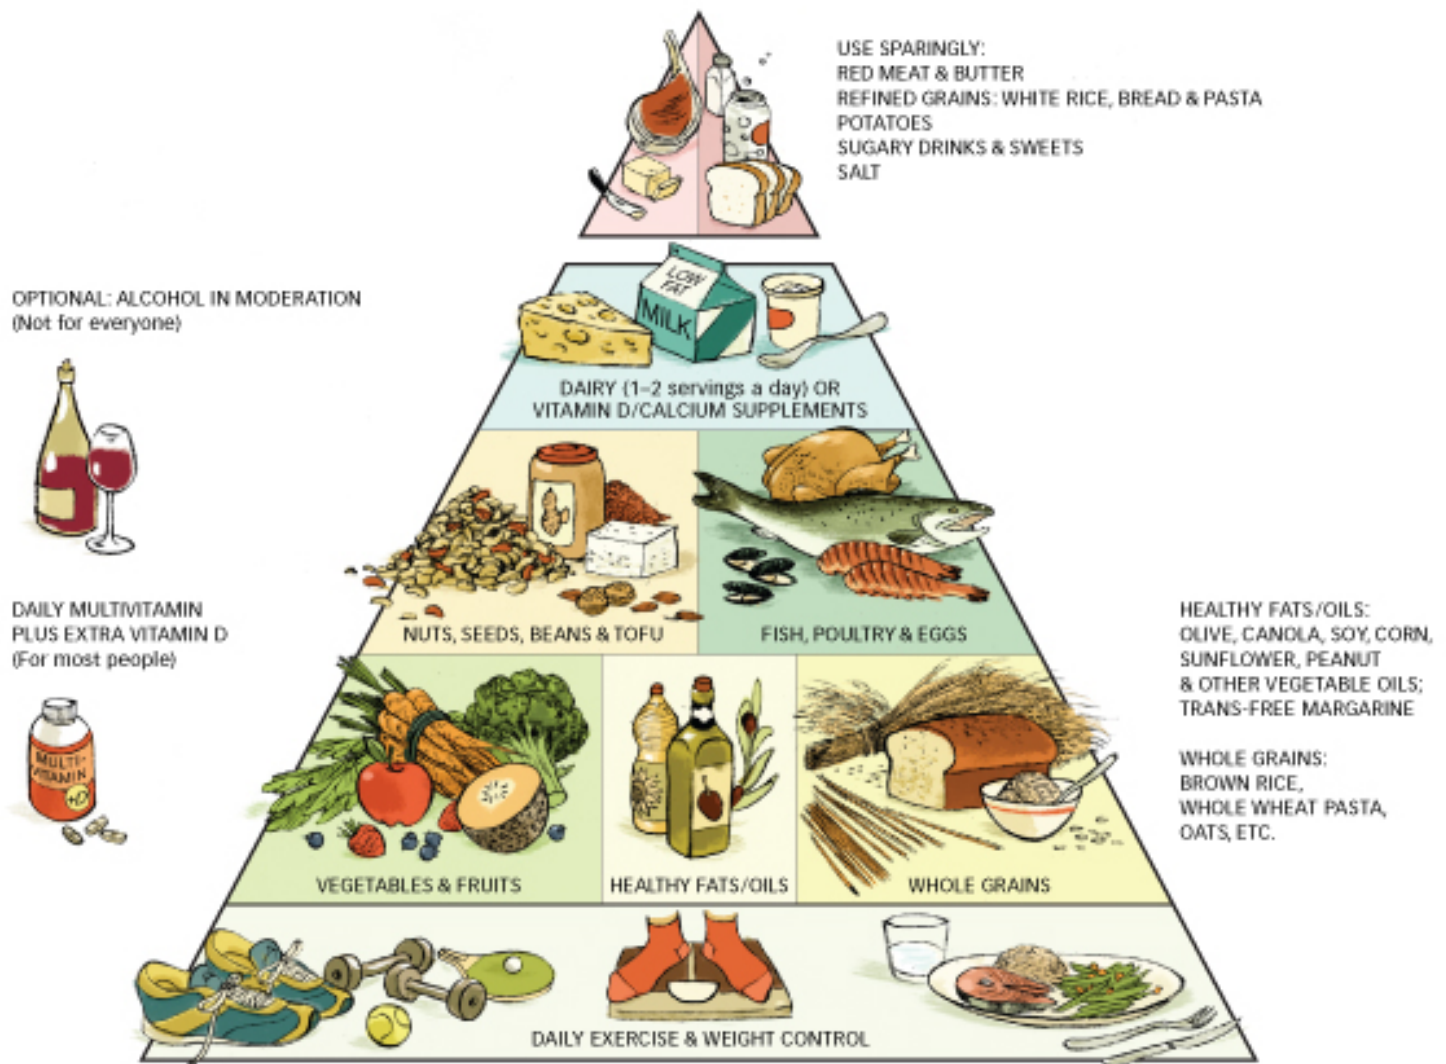 USE SPARINGLY:
RED MEAT & BUTTER
REFINED GRAINS: WHITE RICE, BREAD & PASTA
POTATOES
SUGARY DRINKS & SWEETS
SALT
OPTIONAL: ALCOHOL IN MODERATION
(Not for everyone)
LOW
FAT
MILK
DAIRY (1–2 servings a day) OR
VITAMIN D/CALCIUM SUPPLEMENTS
DAILY MULTIVITAMIN
PLUS EXTRA VITAMIN D
(For most people)
MULTI-
VITAMIN
+D
NUTS, SEEDS, BEANS & TOFU
FISH, POULTRY & EGGS
HEALTHY FATS/OILS:
OLIVE, CANOLA, SOY, CORN,
SUNFLOWER, PEANUT
& OTHER VEGETABLE OILS;
TRANS-FREE MARGARINE
WHOLE GRAINS:
BROWN RICE,
WHOLE WHEAT PASTA,
OATS, ETC.
VEGETABLES & FRUITS
HEALTHY FATS/OILS
WHOLE GRAINS
DAILY EXERCISE & WEIGHT CONTROL